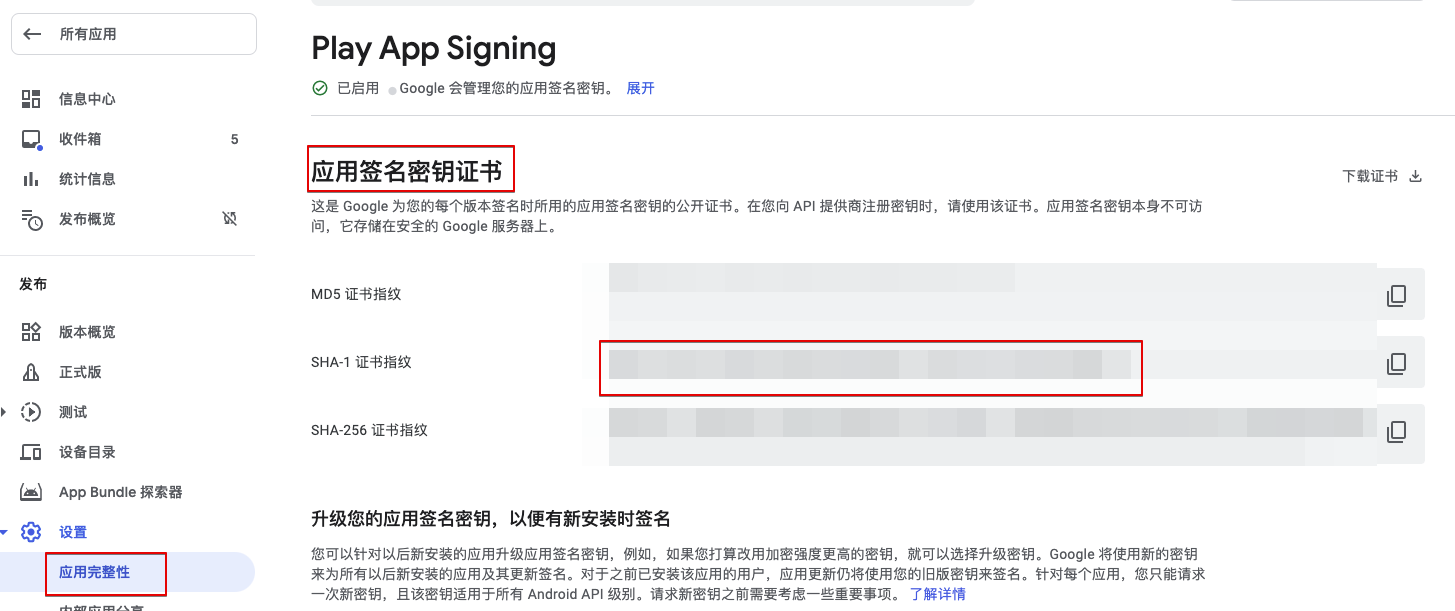 所有应用
信息中心
收件箱 5
统计信息
发布概览
发布
版本概览
正式版
测试
设备目录
App Bundle 探索器
设置
应用完整性
内部应用分享
Play App Signing
已启用 Google 会管理您的应用签名密钥。 展开
应用签名密钥证书
下载证书
这是 Google 为您的每个版本签名时所用的应用签名密钥的公开证书。在您向 API 提供商注册密钥时，请使用该证书。应用签名密钥本身不可访
问，它存储在安全的 Google 服务器上。
MD5 证书指纹
SHA-1 证书指纹
SHA-256 证书指纹
升级您的应用签名密钥，以便有新安装时签名
您可以针对以后新安装的应用升级应用签名密钥，例如，如果您打算改用加密强度更高的密钥，就可以选择升级密钥。Google 将使用新的密钥
来为所有以后新安装的应用及其更新签名。对于之前已安装该应用的用户，应用更新仍将使用您的旧版密钥来签名。针对每个应用，您只能请求
一次新密钥，且该密钥适用于所有 Android API 级别。请求新密钥之前需要考虑一些重要事项。 了解详情